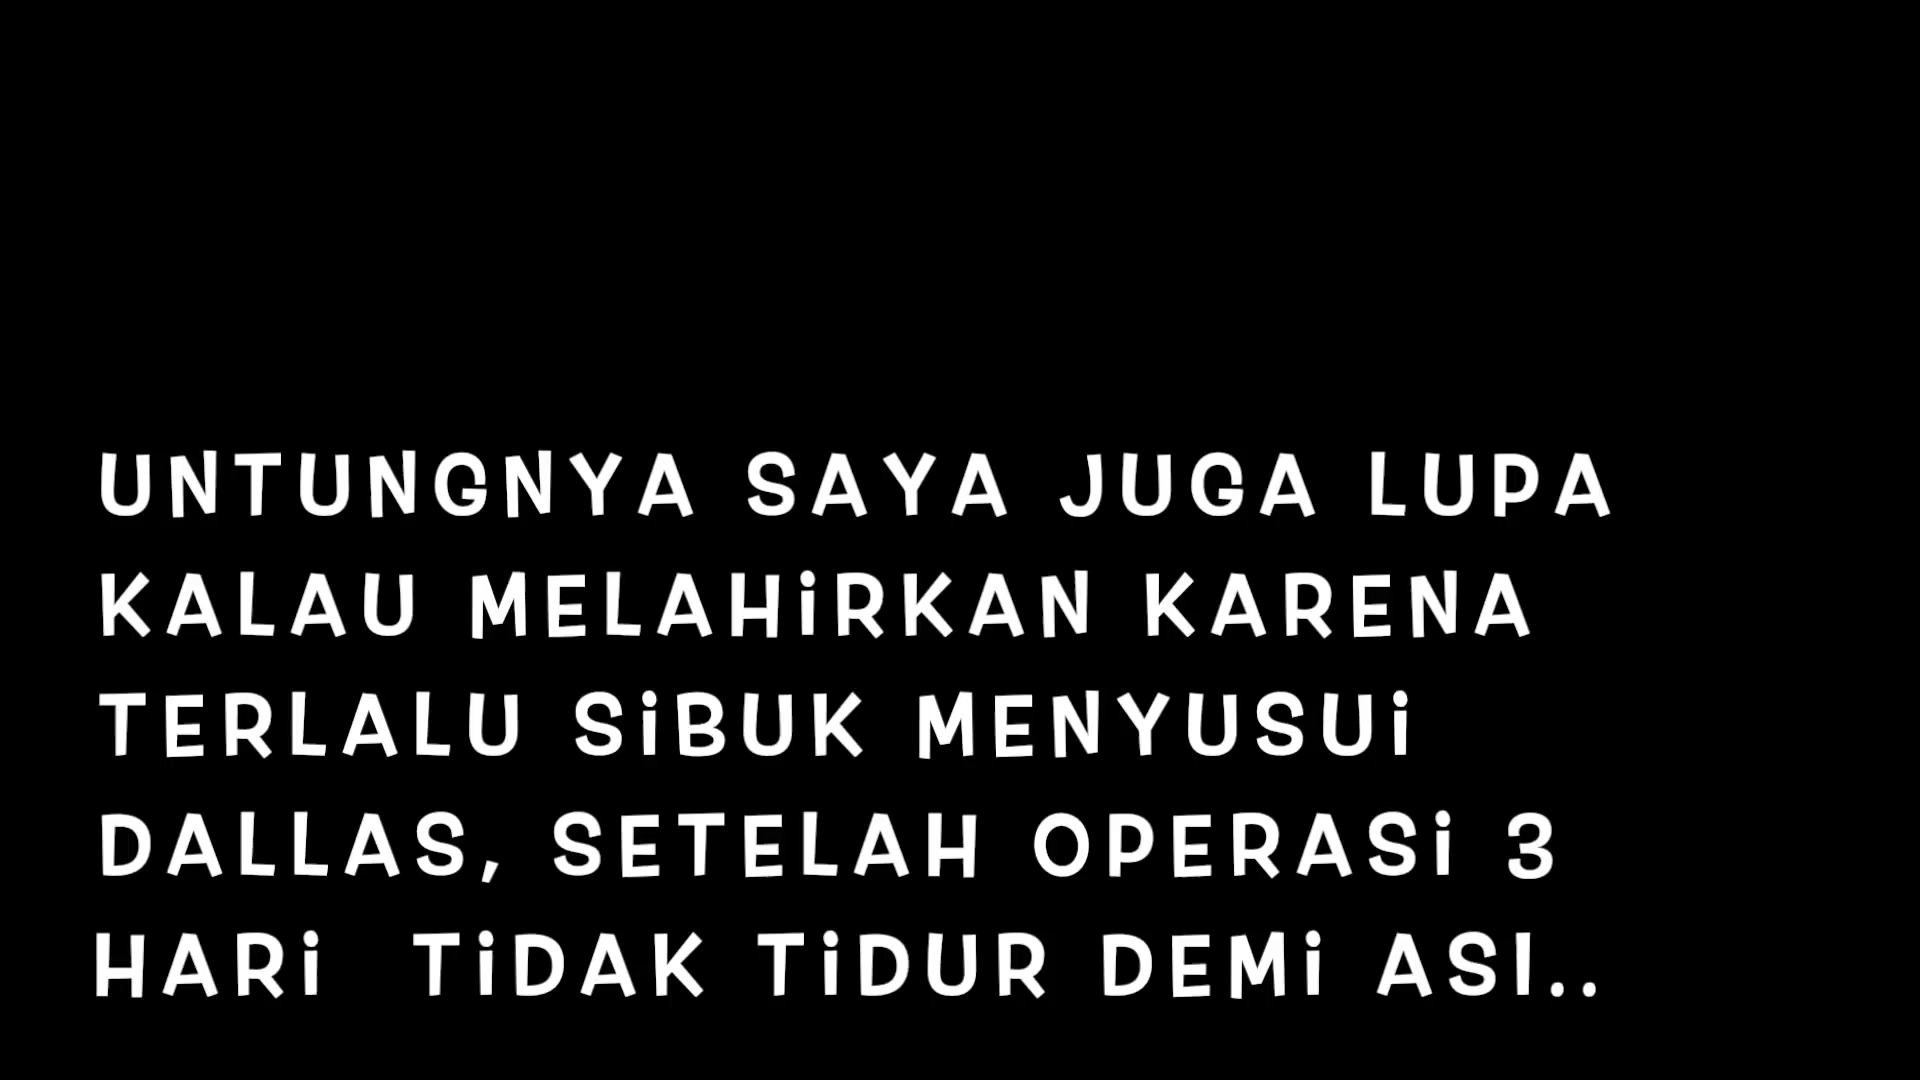 UNTUNGNYA SAYA JUGA LUPA
KALAU MELAHiRKAN KARENA
TERLALU SiBUK MENYUSUi
DALLAS, SETELAH OPERASi 3
HARi  TiDAK TiDUR DEMi ASI..